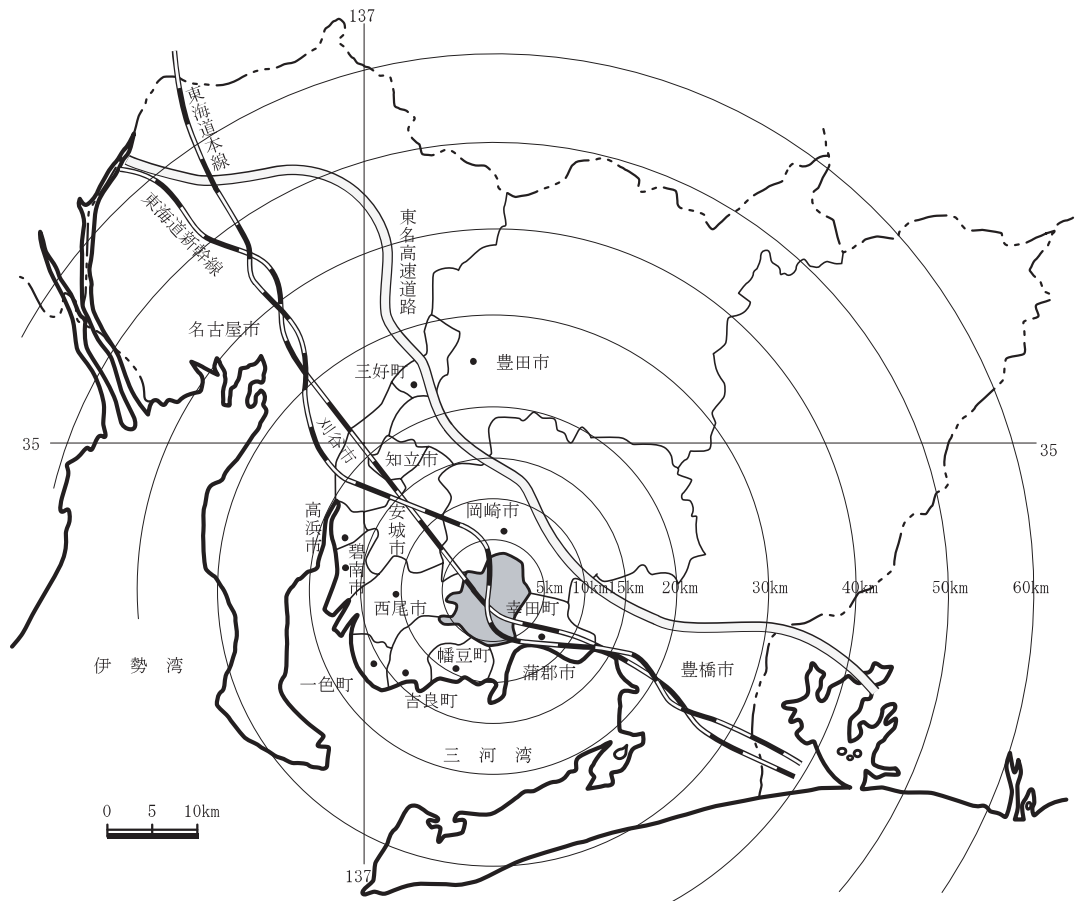 137
東海道本線
東海道新幹線
東名高速道路
名古屋市
三好町
豊田市
35
35
刈谷市
知立市
高浜市
安城市
岡崎市
碧南市
5km
10km
15km
20km
30km
40km
50km
60km
西尾市
幸田町
伊勢湾
一色町
幡豆町
蒲郡市
豊橋市
吉良町
三河湾
0 5 10km
137